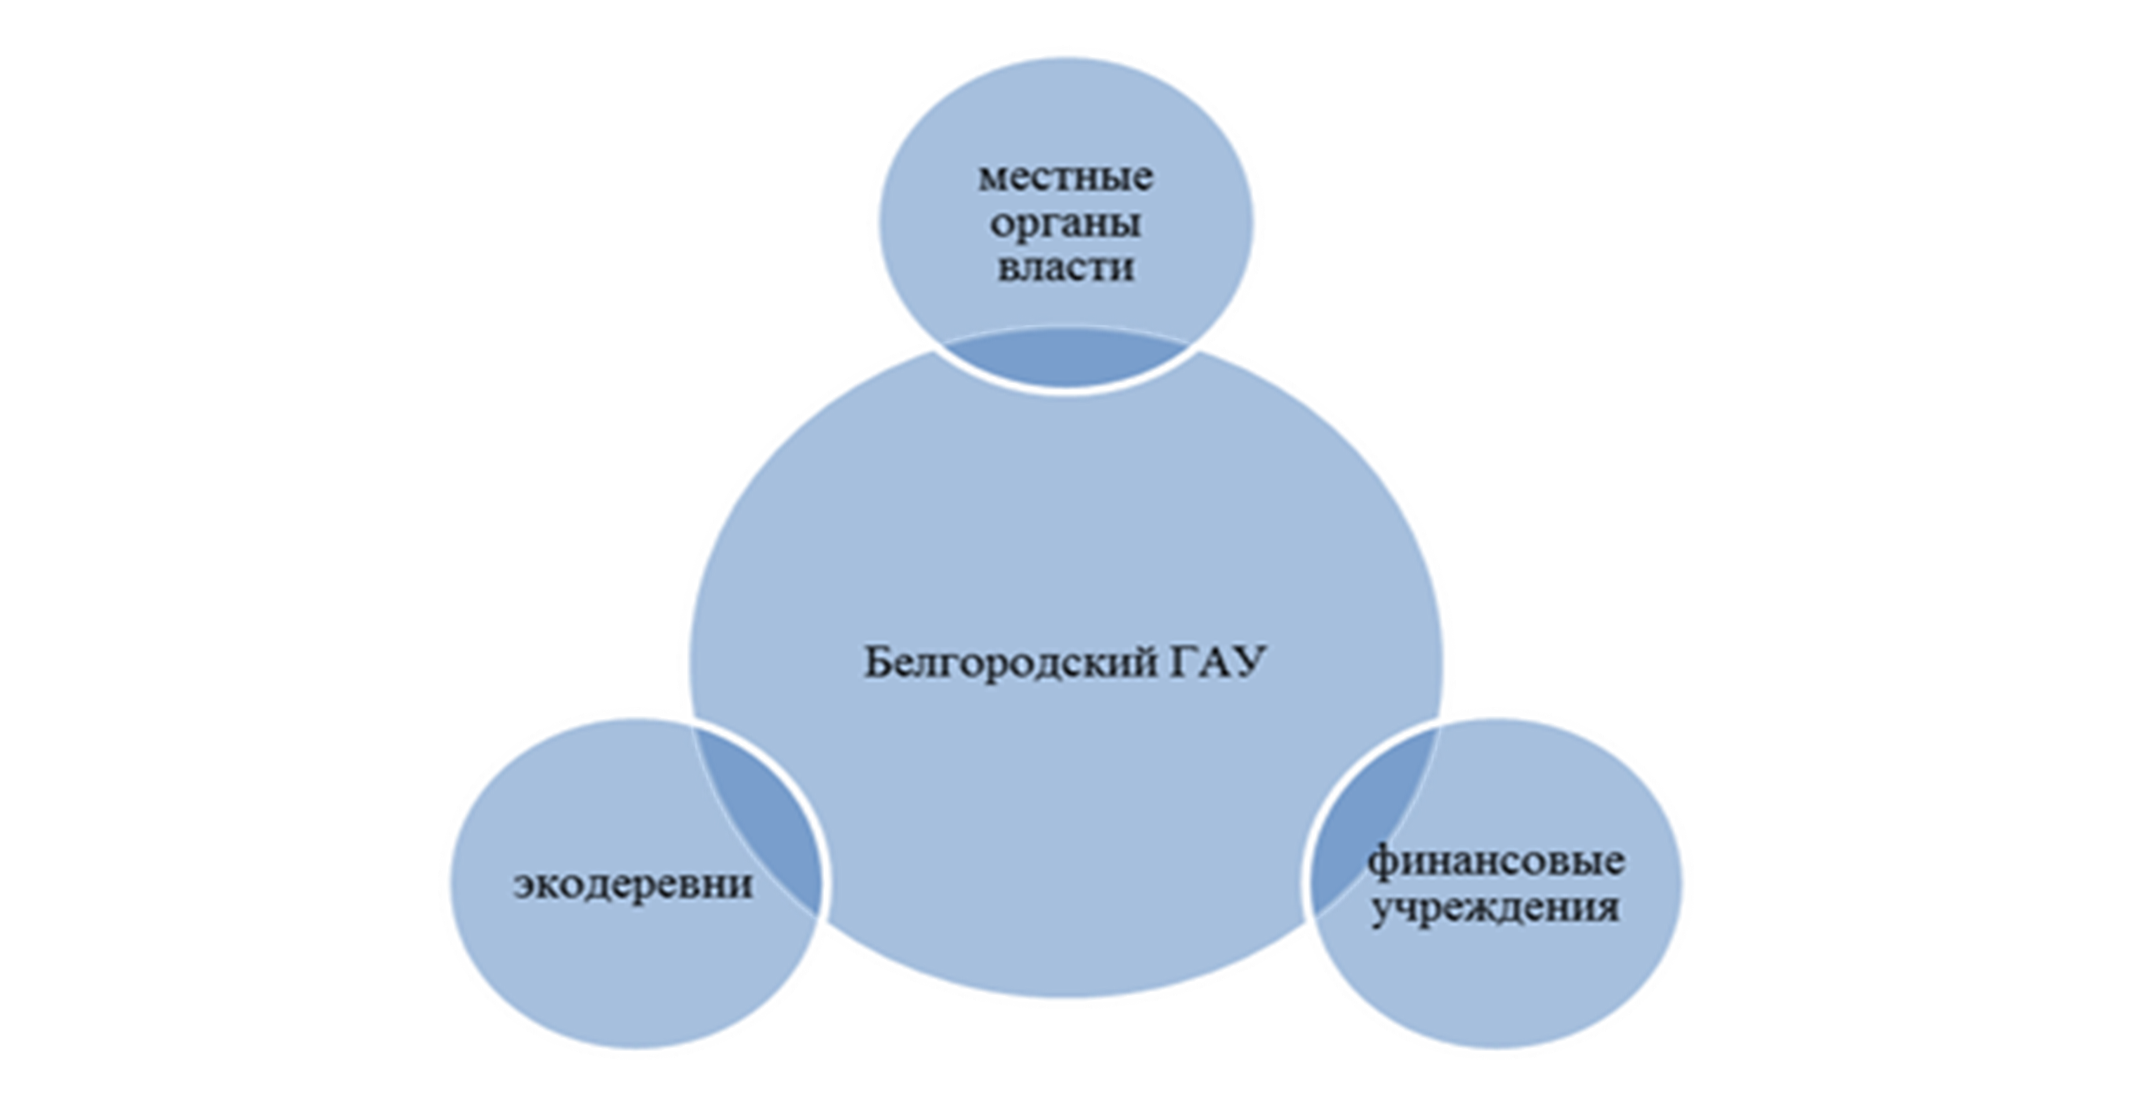 местные
органы
власти
Белгородский ГАУ
экодеревни
финансовые
учреждения